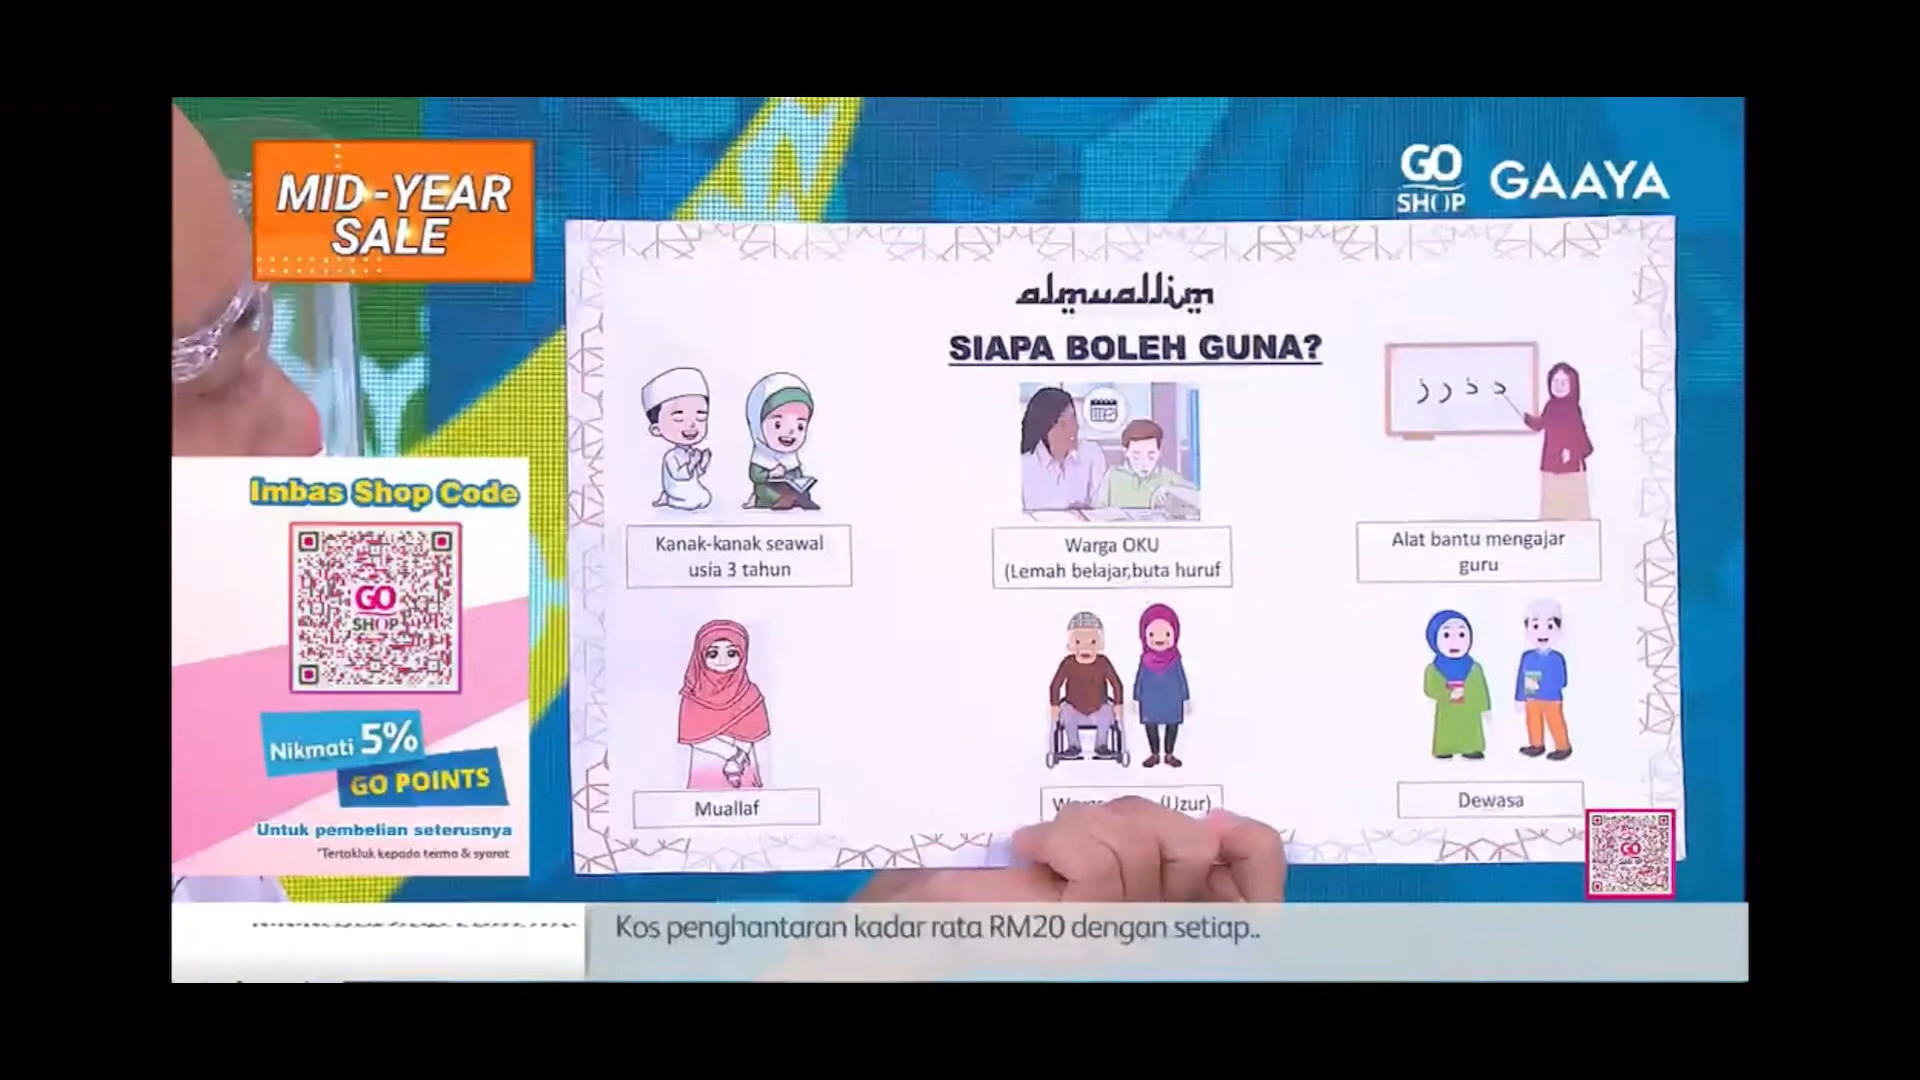 MID-YEAR
SALE
GO
SHOP
GAAYA
almuallim
SIAPA BOLEH GUNA?
Kanak-kanak seawal
usia 3 tahun
Warga OKU
(Lemah belajar,buta huruf
Alat bantu mengajar
guru
Muallaf
(Uzur)
Dewasa
Imbas Shop Code
GO
SHOP
Nikmati 5%
GO POINTS
Untuk pembelian seterusnya
*Tertakluk kepada terma & syarat
Kos penghantaran kadar rata RM20 dengan setiap..